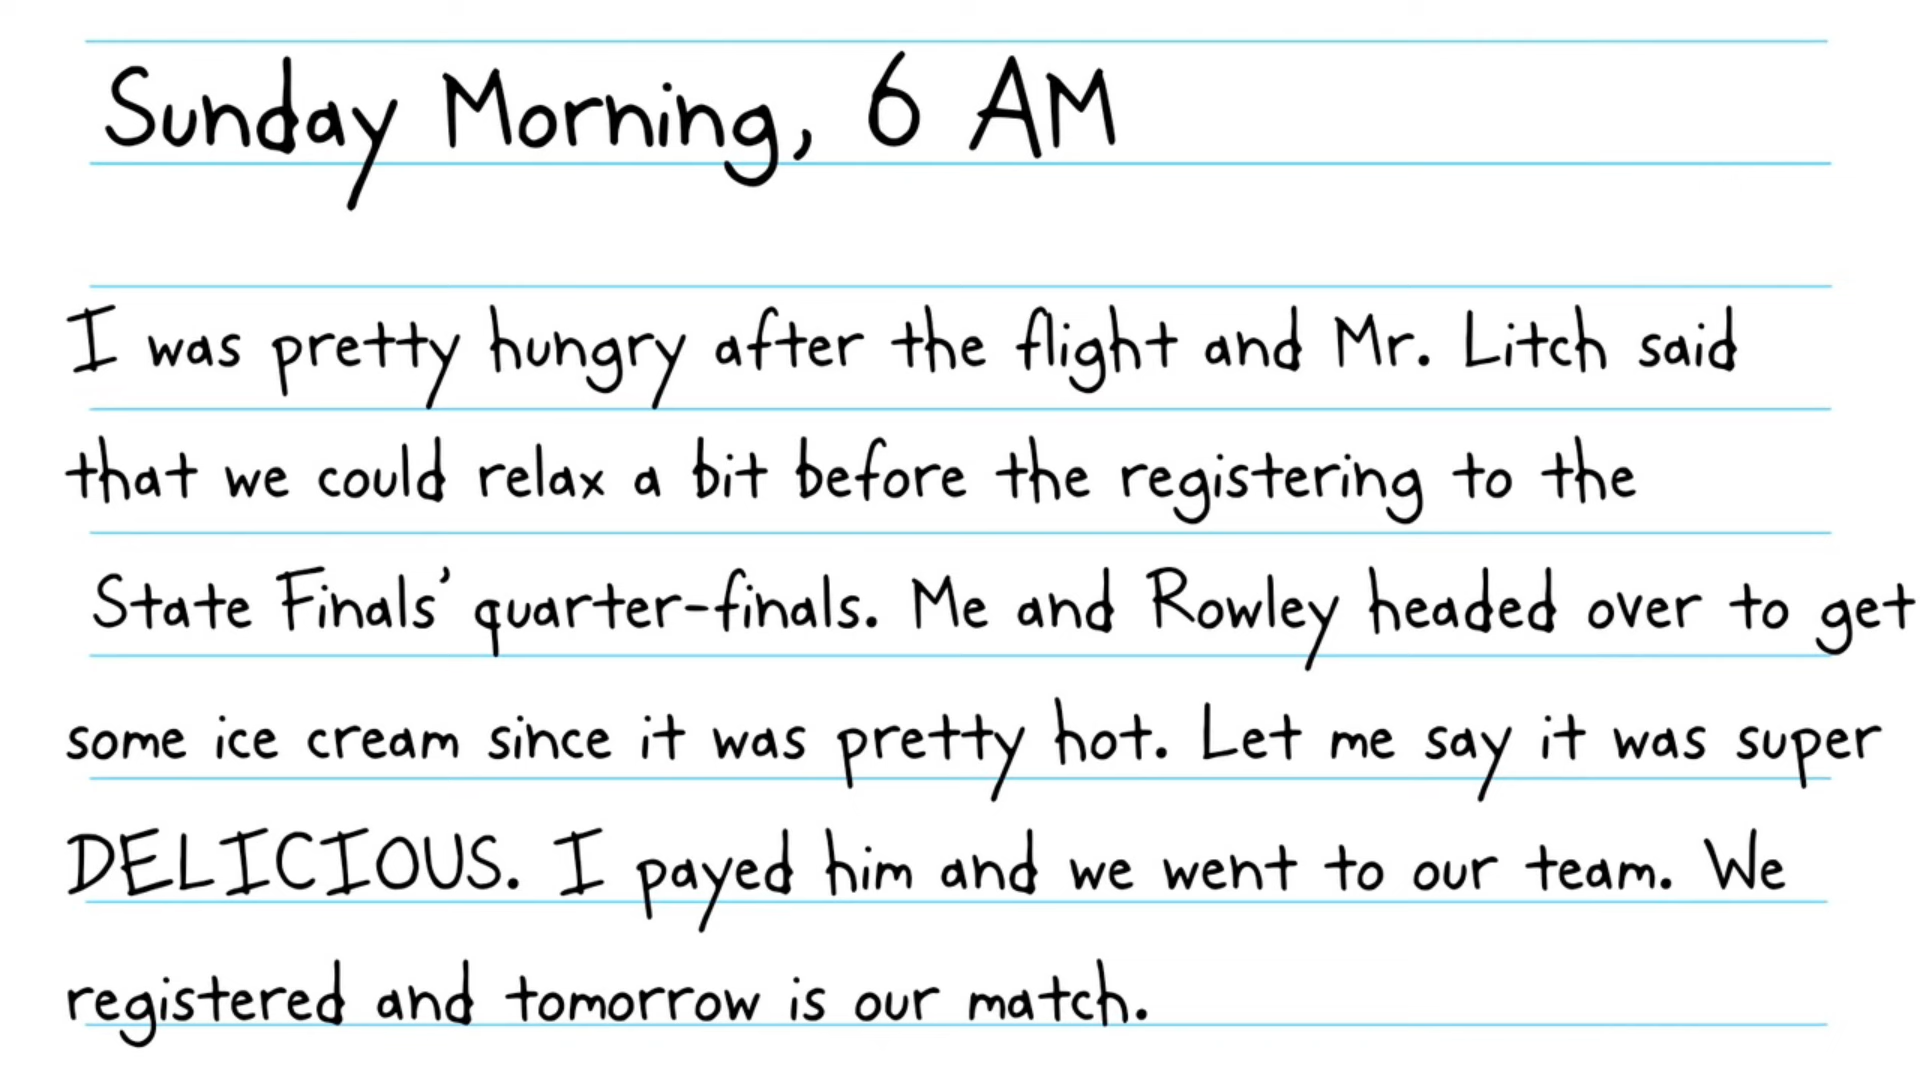 Sunday Morning, 6 AM
I was pretty hungry after the flight and Mr. Litch said
that we could relax a bit before the registering to the
State Finals' quarter-finals. Me and Rowley headed over to get
some ice cream since it was pretty hot. Let me say it was super
DELICIOUS. I payed him and we went to our team. We
registered and tomorrow is our match.